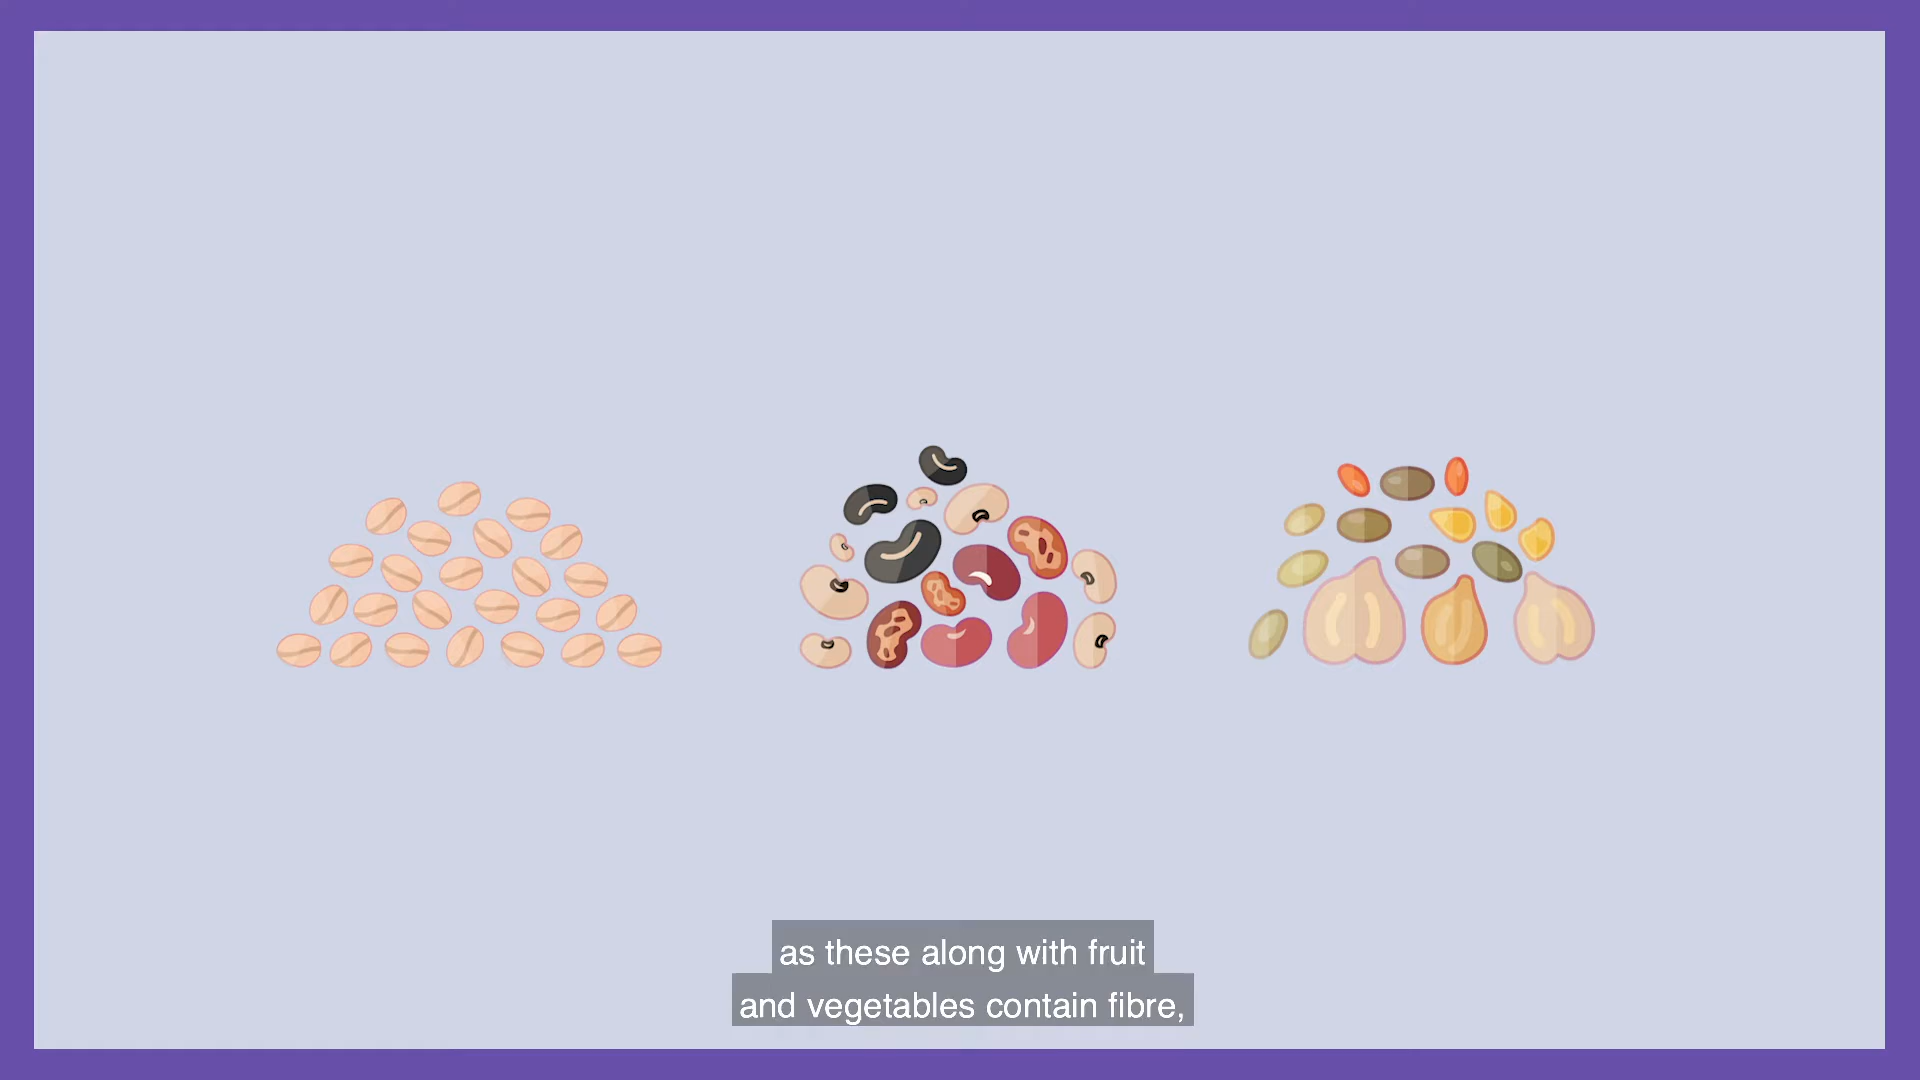 as these along with fruit
and vegetables contain fibre,